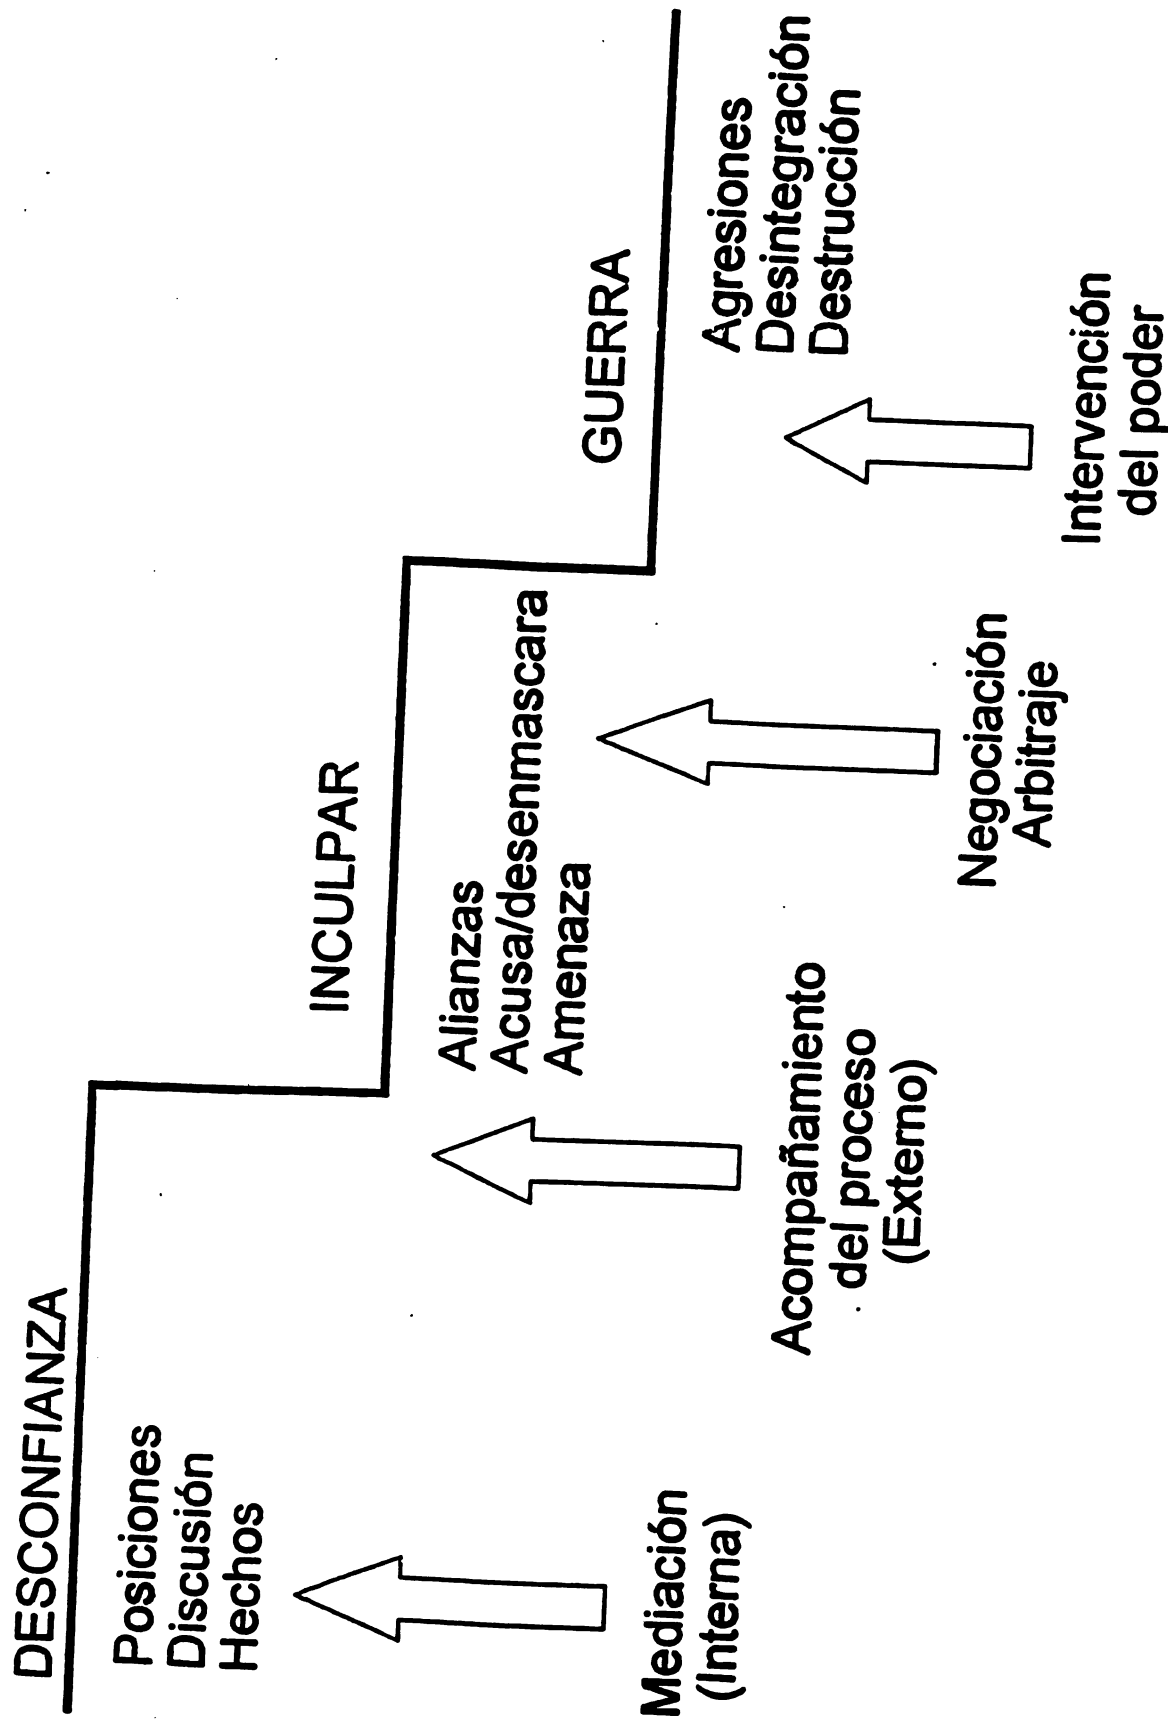 DESCONFIANZA
Posiciones
Discusión
Hechos
Mediación
(Interna)
INCULPAR
Alianzas
Acusa/desenmascara
Amenaza
Acompañamiento
del proceso
(Externo)
Negociación
Arbitraje
GUERRA
Agresiones
Desintegración
Destrucción
Intervención
del poder